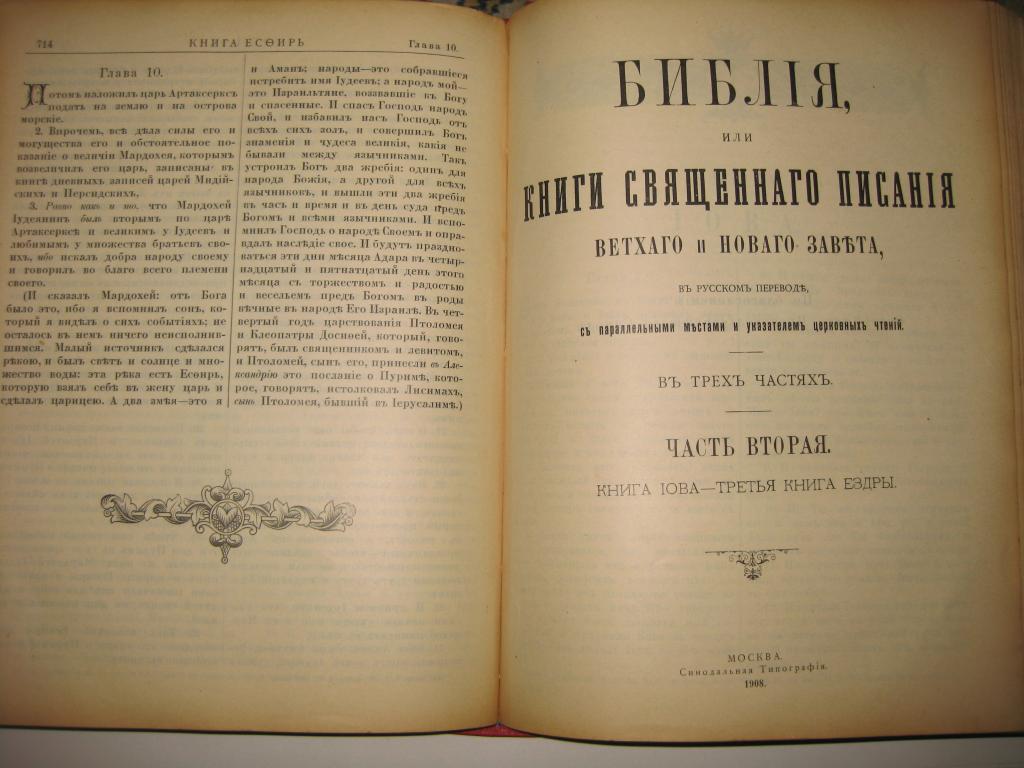 714 КНИГА ЕСѲИРЬ Глава 10.
Глава 10.
Потомъ наложилъ царь Артаксерксъ
подать на землю и на острова
морскіе.
2. Впрочемъ, всѣ дѣла силы его и
могущества его и обстоятельное по-
казаніе о величіи Мардохея, которымъ
возвеличилъ его царь, записаны въ
книгѣ дневныхъ записей царей Мидій-
скихъ и Персидскихъ,
3. Равно какъ и то, что Мардохей
Іудеянинъ былъ вторымъ по царѣ
Артаксерксѣ и великимъ у Іудеевъ и
любимымъ у множества братьевъ сво-
ихъ, ибо искалъ добра народу своему
и говорилъ во благо всего племени
своего.
(И сказалъ Мардохей: отъ Бога
было это, ибо я вспомнилъ сонъ, ко-
торый я видѣлъ о сихъ событіяхъ; не
осталось въ немъ ничего неисполнив-
шимся. Малый источникъ сдѣлался
рѣкою, и былъ свѣтъ и солнце и мно-
жество воды: эта рѣка есть Есѳирь,
которую взялъ себѣ въ жену царь и
сдѣлалъ царицею. А два змѣя—это я
и Аманъ; народы—это собравшіеся
истребить имя Іудеевъ; а народъ мой—
это Израильтяне, воззвавшіе къ Богу
и спасенные. И спасъ Господь народъ
Свой, и избавилъ насъ Господь отъ
всѣхъ сихъ золъ, и совершилъ Богъ
знаменія и чудеса великія, какія не
бывали между язычниками. Такъ
устроилъ Богъ два жребія: одинъ для
народа Божія, а другой для всѣхъ
язычниковъ, и вышли эти два жребія
въ часъ и время и въ день суда предъ
Богомъ и всѣми язычниками. И вспо-
мнилъ Господь о народѣ Своемъ и опра-
вдалъ наслѣдіе свое. И будутъ праздно-
ваться эти дни мѣсяца Адара въ четыр-
надцатый и пятнатцатый день этого
мѣсяца съ торжествомъ и радостью
и весельемъ предъ Богомъ въ роды
вѣчные въ народѣ Его Израилѣ. Въ чет-
вертый годъ царствованія Птоломея
и Клеопатры Досиѳей, который, гово-
рятъ, былъ священникомъ и левитомъ,
и Птоломей, сынъ его, принесли въ Але-
ксандрію это посланіе о Пуримѣ, кото-
рое, говорятъ, истолковалъ Лисимахъ,
сынъ Птоломея, бывшій въ Іерусалимѣ.)
БИБЛІЯ,
ИЛИ
КНИГИ СВЯЩЕННАГО ПИСАНІЯ
ВЕТХАГО и НОВАГО ЗАВѢТА,
ВЪ РУССКОМЪ ПЕРЕВОДѢ,
съ параллельными мѣстами и указателемъ церковныхъ чтеній.
ВЪ ТРЕХЪ ЧАСТЯХЪ.
ЧАСТЬ ВТОРАЯ.
КНИГА ІОВА—ТРЕТЬЯ КНИГА ЕЗДРЫ.
МОСКВА.
Синодальная Типографія.
1908.